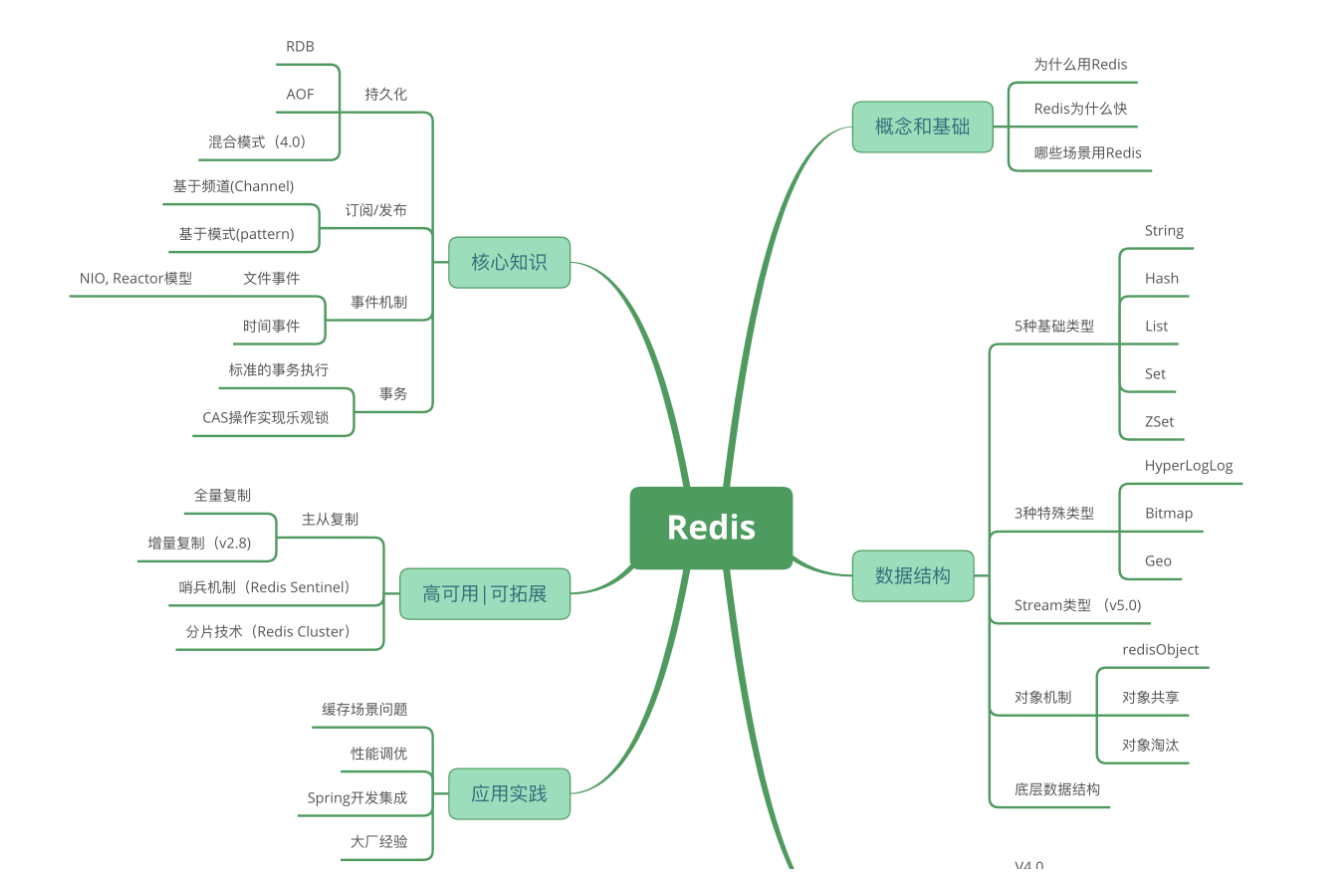 Redis
概念和基础
为什么用Redis
Redis为什么快
哪些场景用Redis
数据结构
5种基础类型
String
Hash
List
Set
ZSet
3种特殊类型
HyperLogLog
Bitmap
Geo
Stream类型 （v5.0)
对象机制
redisObject
对象共享
对象淘汰
底层数据结构
V4.0
核心知识
持久化
RDB
AOF
混合模式（4.0）
订阅/发布
基于频道(Channel)
基于模式(pattern)
事件机制
文件事件
NIO, Reactor模型
时间事件
事务
标准的事务执行
CAS操作实现乐观锁
高可用|可拓展
主从复制
全量复制
增量复制（v2.8)
哨兵机制（Redis Sentinel）
分片技术（Redis Cluster）
应用实践
缓存场景问题
性能调优
Spring开发集成
大厂经验